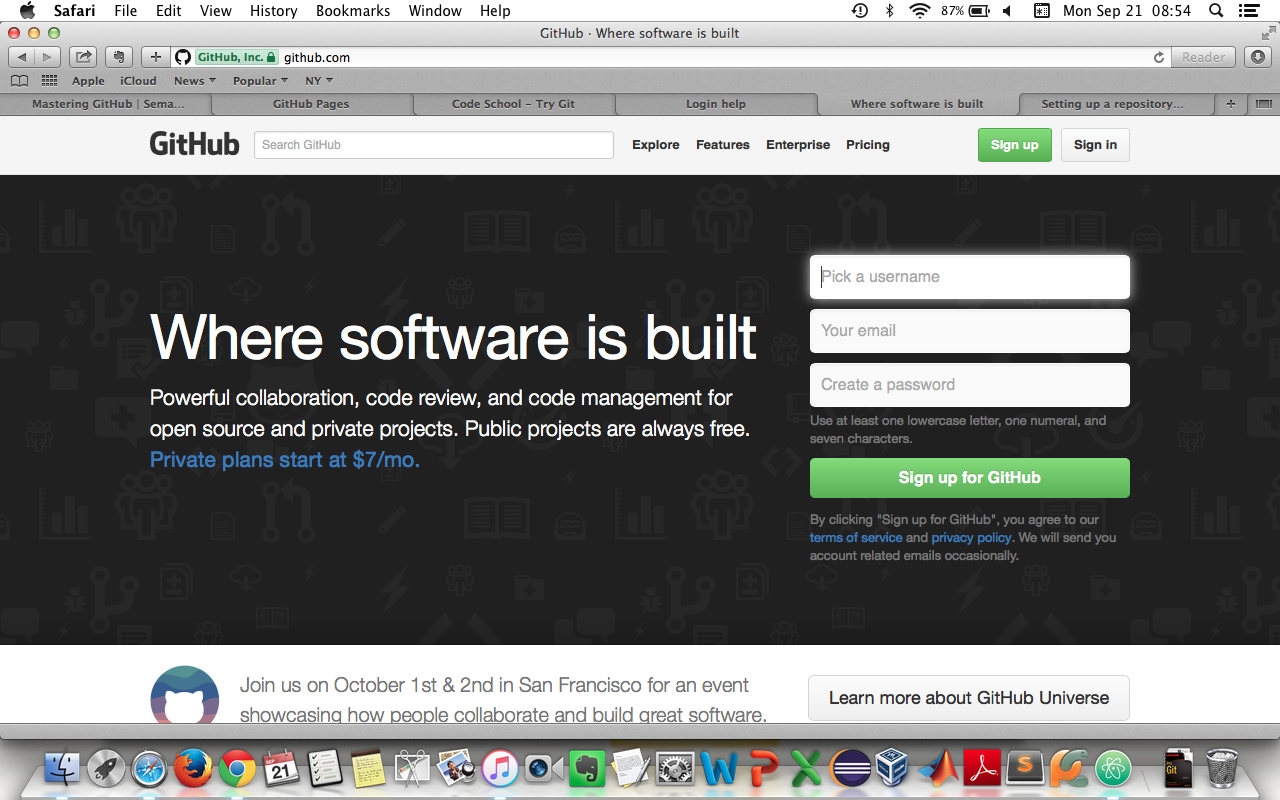 Safari File Edit View History Bookmarks Window Help 87% Mon Sep 21 08:54
GitHub · Where software is built
GitHub, Inc. github.com Reader
Apple iCloud News Popular NY
Mastering GitHub | Sema... GitHub Pages Code School – Try Git Login help Where software is built Setting up a repository...
GitHub Search GitHub Explore Features Enterprise Pricing Sign up Sign in
Pick a username
Your email
Create a password
Use at least one lowercase letter, one numeral, and
seven characters.
Sign up for GitHub
By clicking "Sign up for GitHub", you agree to our
terms of service and privacy policy. We will send you
account related emails occasionally.
Where software is built
Powerful collaboration, code review, and code management for
open source and private projects. Public projects are always free.
Private plans start at $7/mo.
Join us on October 1st & 2nd in San Francisco for an event
showcasing how people collaborate and build great software.
Learn more about GitHub Universe
SEP
21
Git